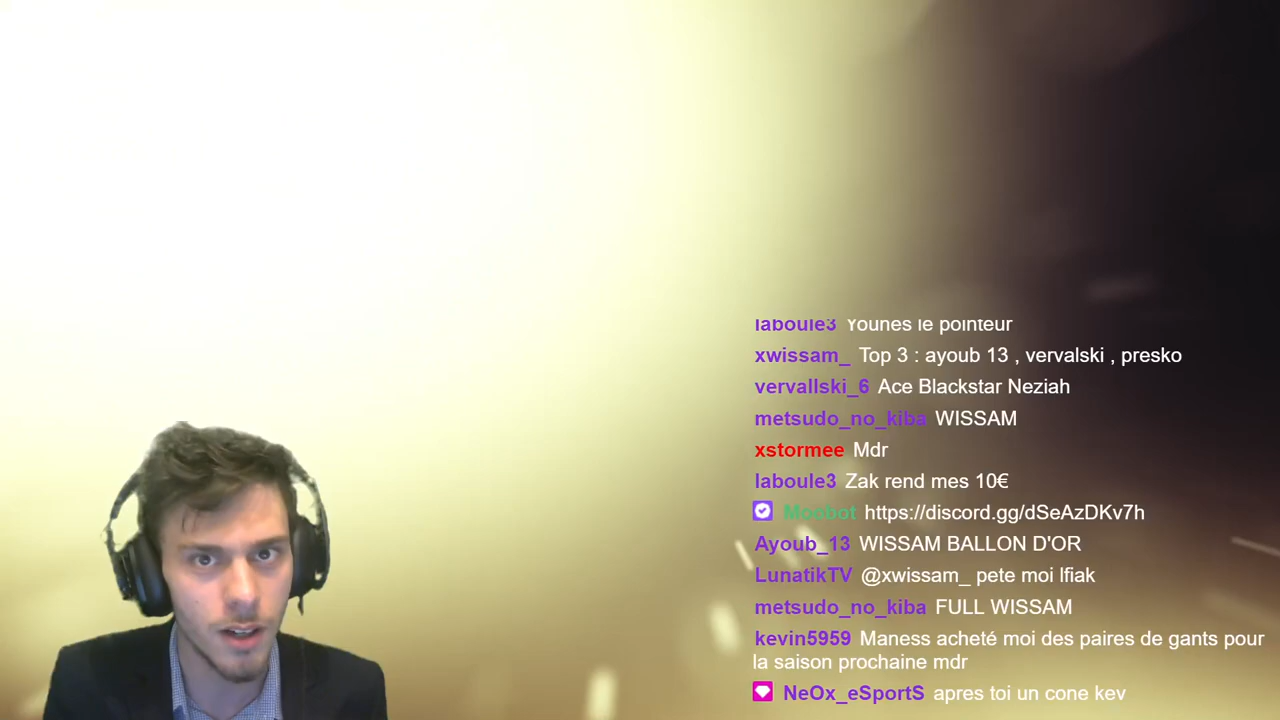 laboule3 Younes le pointeur
xwissam_ Top 3 : ayoub 13 , vervalski , presko
vervallski_6 Ace Blackstar Neziah
metsudo_no_kiba WISSAM
xstormee Mdr
laboule3 Zak rend mes 10€
Moobot https://discord.gg/dSeAzDKv7h
Ayoub_13 WISSAM BALLON D'OR
LunatikTV @xwissam_ pete moi lfiak
metsudo_no_kiba FULL WISSAM
kevin5959 Maness acheté moi des paires de gants pour
la saison prochaine mdr
NeOx_eSportS apres toi un cone kev